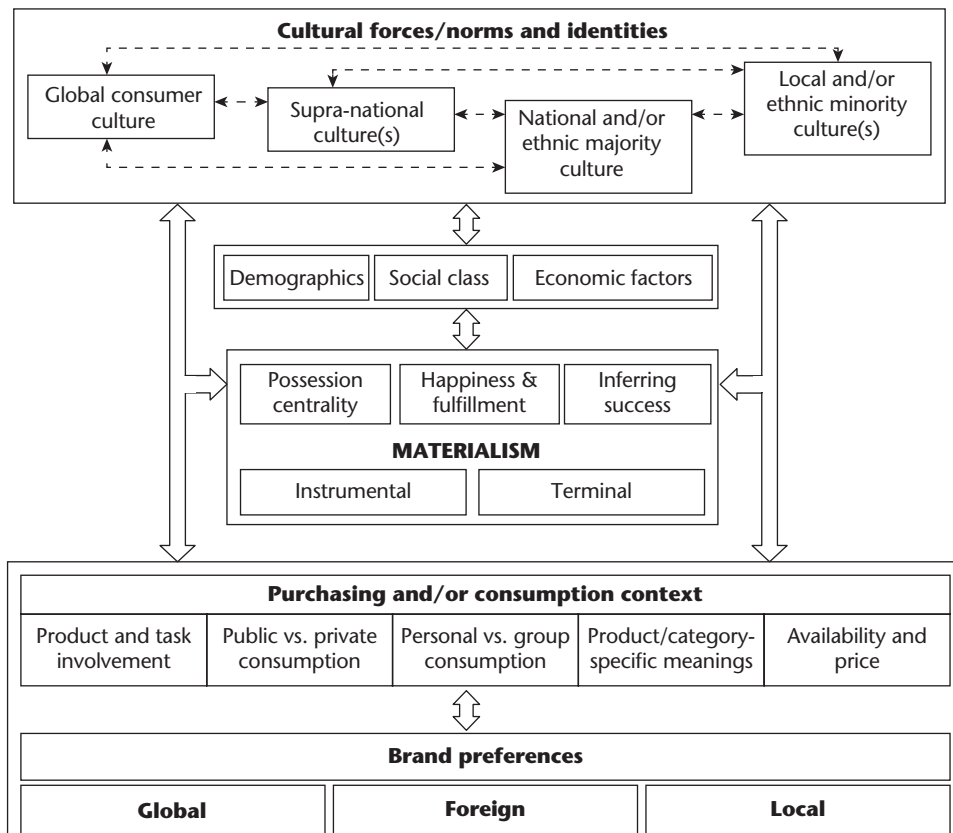 Cultural forces/norms and identities
Global consumer
culture
Supra-national
culture(s)
National and/or
ethnic majority
culture
Local and/or
ethnic minority
culture(s)
Demographics
Social class
Economic factors
Possession
centrality
Happiness &
fulfillment
Inferring
success
MATERIALISM
Instrumental
Terminal
Purchasing and/or consumption context
Product and task
involvement
Public vs. private
consumption
Personal vs. group
consumption
Product/category-
specific meanings
Availability and
price
Brand preferences
Global
Foreign
Local